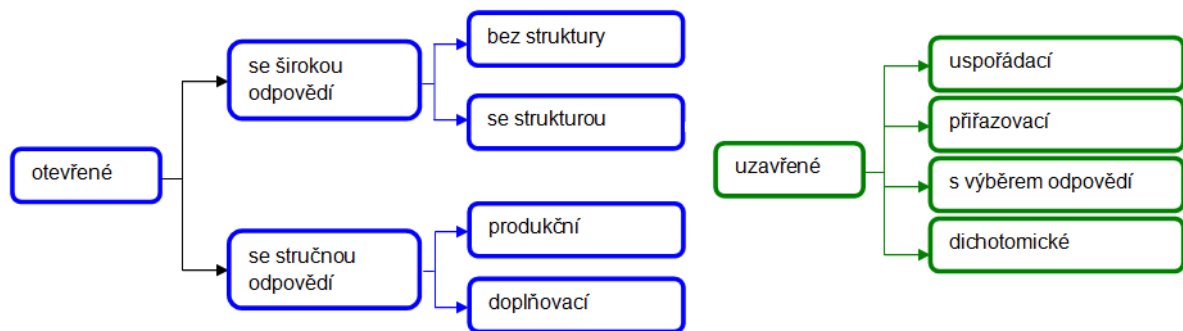 otevřené
se širokou
odpovědí
bez struktury
se strukturou
se stručnou
odpovědí
produkční
doplňovací
uzavřené
uspořádací
přiřazovací
s výběrem odpovědí
dichotomické